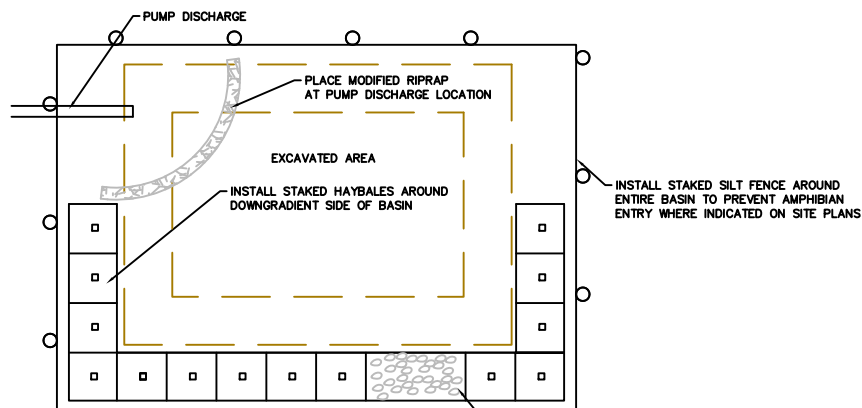 PUMP DISCHARGE
PLACE MODIFIED RIPRAP
AT PUMP DISCHARGE LOCATION
EXCAVATED AREA
INSTALL STAKED HAYBALES AROUND
DOWNGRADIENT SIDE OF BASIN
INSTALL STAKED SILT FENCE AROUND
ENTIRE BASIN TO PREVENT AMPHIBIAN
ENTRY WHERE INDICATED ON SITE PLANS